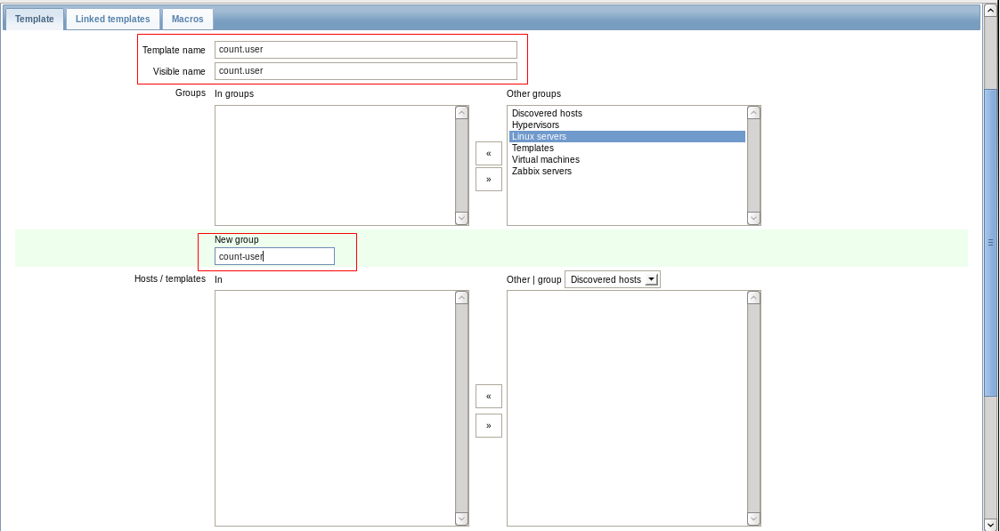 Template Linked templates Macros
Template name count.user
Visible name count.user
Groups In groups Other groups
Discovered hosts
Hypervisors
Linux servers
Templates
Virtual machines
Zabbix servers
«
»
New group
count-user
Hosts / templates In Other | group Discovered hosts
«
»